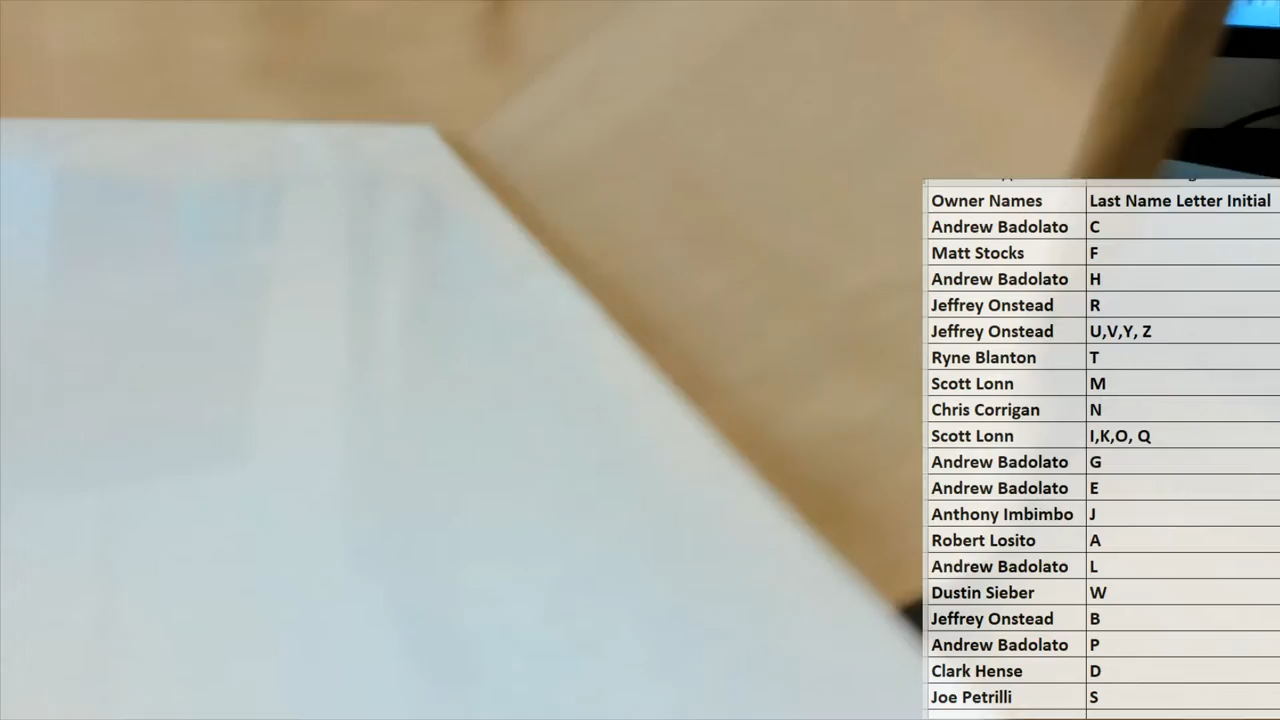 Owner Names Last Name Letter Initial
Andrew Badolato C
Matt Stocks F
Andrew Badolato H
Jeffrey Onstead R
Jeffrey Onstead U,V,Y, Z
Ryne Blanton T
Scott Lonn M
Chris Corrigan N
Scott Lonn I,K,O, Q
Andrew Badolato G
Andrew Badolato E
Anthony Imbimbo J
Robert Losito A
Andrew Badolato L
Dustin Sieber W
Jeffrey Onstead B
Andrew Badolato P
Clark Hense D
Joe Petrilli S